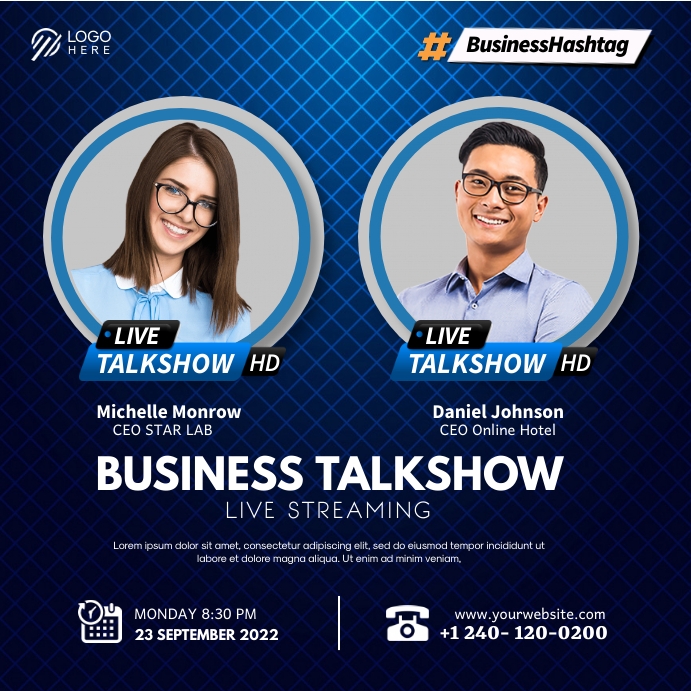 LOGO
HERE
# BusinessHashtag
LIVE
TALKSHOW HD
LIVE
TALKSHOW HD
Michelle Monrow
CEO STAR LAB
Daniel Johnson
CEO Online Hotel
BUSINESS TALKSHOW
LIVE STREAMING
Lorem ipsum dolor sit amet, consectetur adipiscing elit, sed do eiusmod tempor incididunt ut
labore et dolore magna aliqua. Ut enim ad minim veniam,
MONDAY 8:30 PM
23 SEPTEMBER 2022
www.yourwebsite.com
+1 240- 120-0200